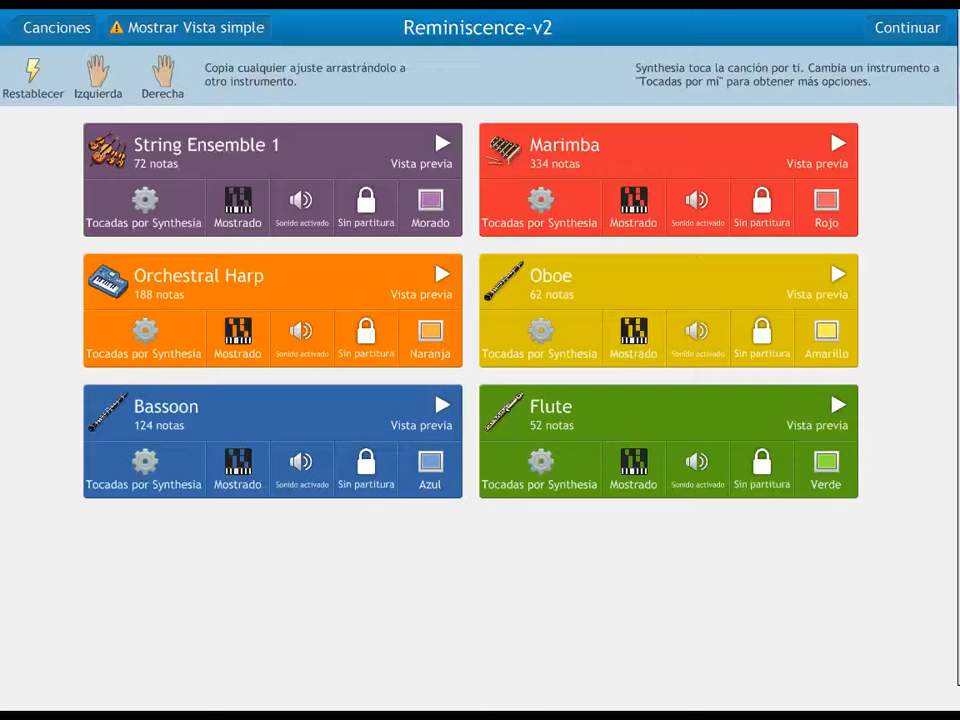 Canciones
Mostrar Vista simple
Reminiscence-v2
Continuar
Restablecer
Izquierda
Derecha
Copia cualquier ajuste arrastrándolo a
otro instrumento.
Synthesia toca la canción por ti. Cambia un instrumento a
"Tocadas por mí" para obtener más opciones.
String Ensemble 1
72 notas
Vista previa
Tocadas por Synthesia
Mostrado
Sonido activado
Sin partitura
Morado
Marimba
334 notas
Vista previa
Tocadas por Synthesia
Mostrado
Sonido activado
Sin partitura
Rojo
Orchestral Harp
188 notas
Vista previa
Tocadas por Synthesia
Mostrado
Sonido activado
Sin partitura
Naranja
Oboe
62 notas
Vista previa
Tocadas por Synthesia
Mostrado
Sonido activado
Sin partitura
Amarillo
Bassoon
124 notas
Vista previa
Tocadas por Synthesia
Mostrado
Sonido activado
Sin partitura
Azul
Flute
52 notas
Vista previa
Tocadas por Synthesia
Mostrado
Sonido activado
Sin partitura
Verde